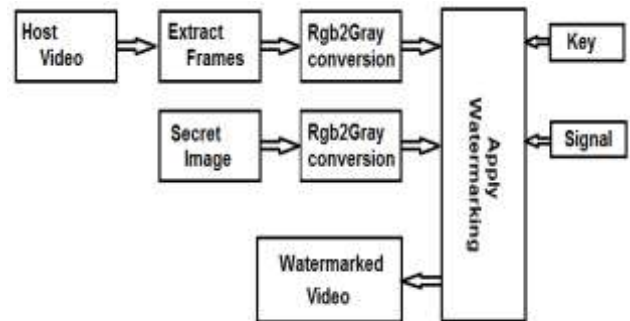 Host
Video
Extract
Frames
Rgb2Gray
conversion
Key
Secret
Image
Rgb2Gray
conversion
Signal
Apply
Watermarking
Watermarked
Video